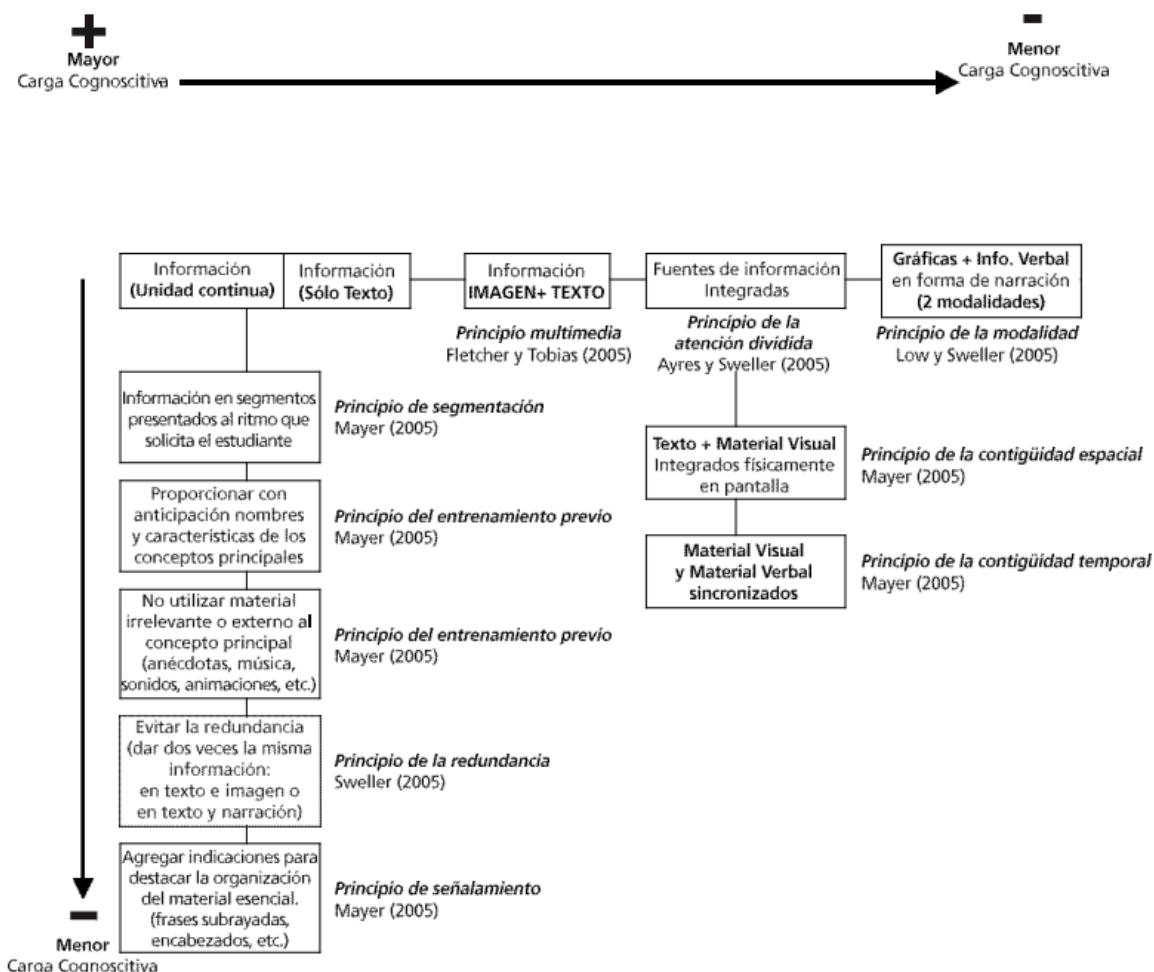 +
-
Mayor
Carga Cognoscitiva
Menor
Carga Cognoscitiva
Información
(Unidad continua)
Información
(Sólo Texto)
Información
IMAGEN+ TEXTO
Fuentes de información
Integradas
Gráficas + Info. Verbal
en forma de narración
(2 modalidades)
Principio multimedia
Fletcher y Tobias (2005)
Principio de la
atención dividida
Ayres y Sweller (2005)
Principio de la modalidad
Low y Sweller (2005)
Información en segmentos
presentados al ritmo que
solicita el estudiante
Principio de segmentación
Mayer (2005)
Texto + Material Visual
Integrados físicamente
en pantalla
Principio de la contigüidad espacial
Mayer (2005)
Proporcionar con
anticipación nombres
y características de los
conceptos principales
Principio del entrenamiento previo
Mayer (2005)
Material Visual
y Material Verbal
sincronizados
Principio de la contigüidad temporal
Mayer (2005)
No utilizar material
irrelevante o externo al
concepto principal
(anécdotas, música,
sonidos, animaciones, etc.)
Principio del entrenamiento previo
Mayer (2005)
Evitar la redundancia
(dar dos veces la misma
información:
en texto e imagen o
en texto y narración)
Principio de la redundancia
Sweller (2005)
Agregar indicaciones para
destacar la organización
del material esencial.
(frases subrayadas,
encabezados, etc.)
Principio de señalamiento
Mayer (2005)
-
Menor
Carga Cognoscitiva